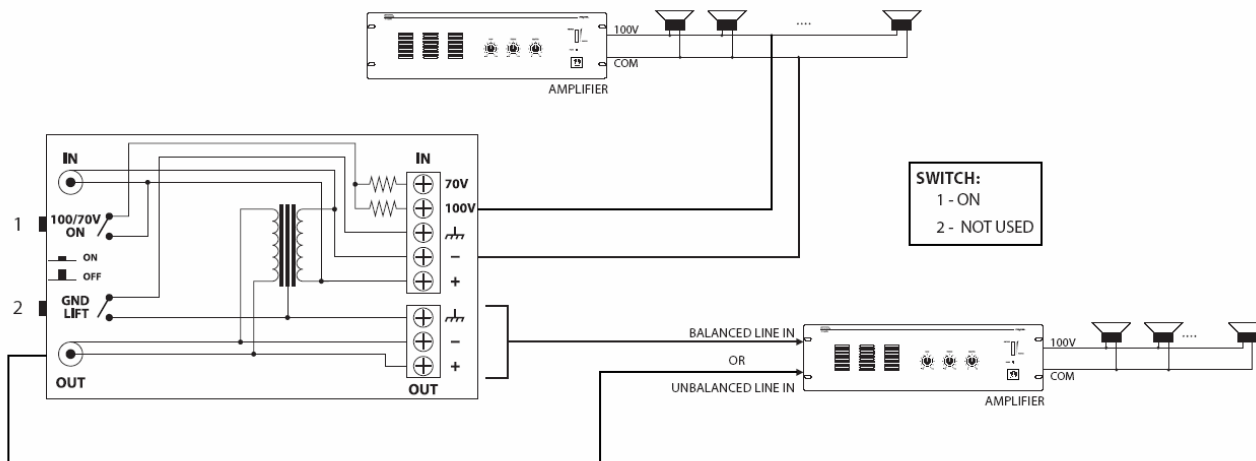 100V
COM
AMPLIFIER
IN
1
100/70V
ON
ON
OFF
2
GND
LIFT
OUT
IN
70V
100V
−
+
−
+
OUT
SWITCH:
1 - ON
2 - NOT USED
BALANCED LINE IN
OR
UNBALANCED LINE IN
100V
COM
AMPLIFIER